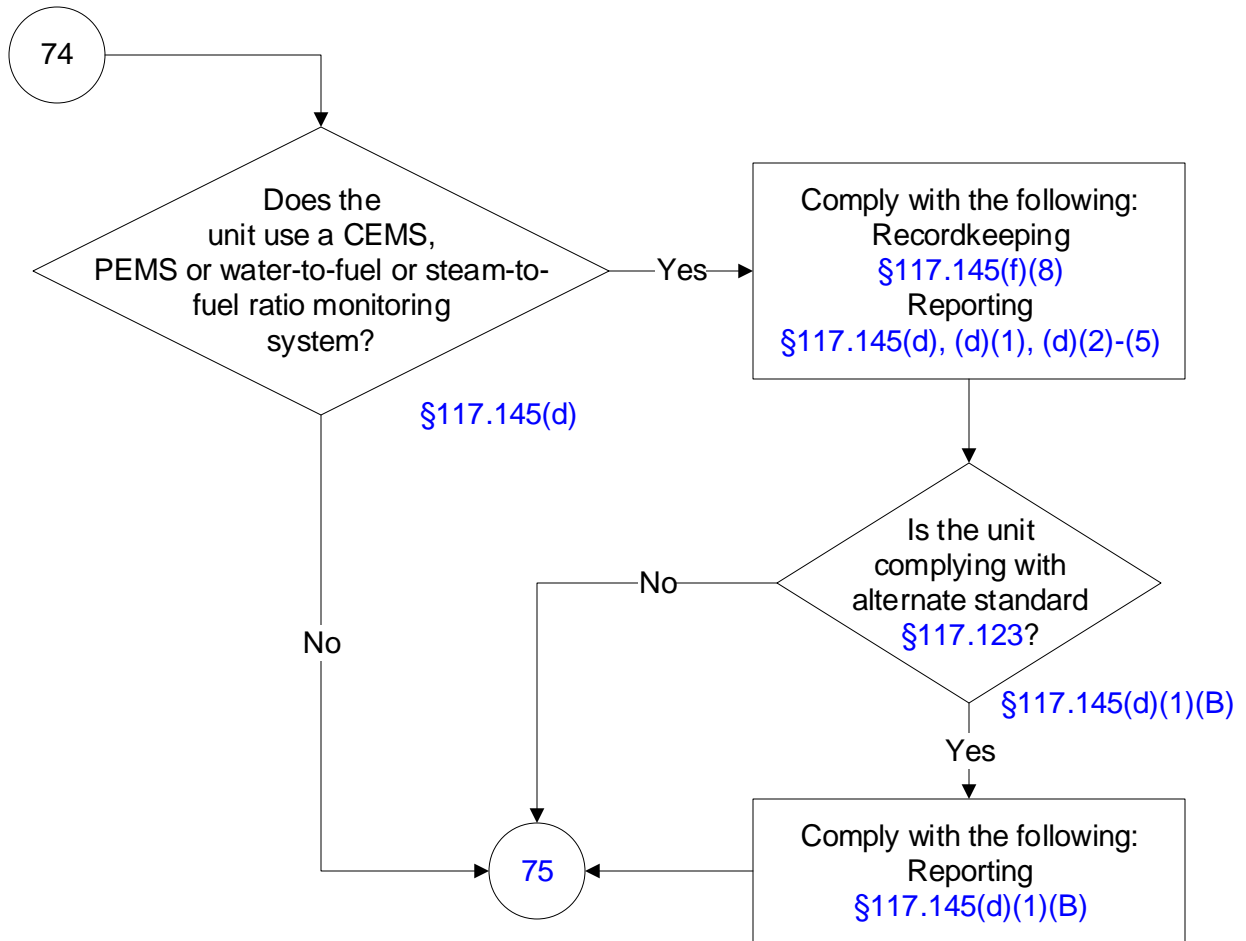 74
Does the
unit use a CEMS,
PEMS or water-to-fuel or steam-to-
fuel ratio monitoring
system?
§117.145(d)
Yes
No
Comply with the following:
Recordkeeping
§117.145(f)(8)
Reporting
§117.145(d), (d)(1), (d)(2)-(5)
Is the unit
complying with
alternate standard
§117.123?
§117.145(d)(1)(B)
No
Yes
Comply with the following:
Reporting
§117.145(d)(1)(B)
75